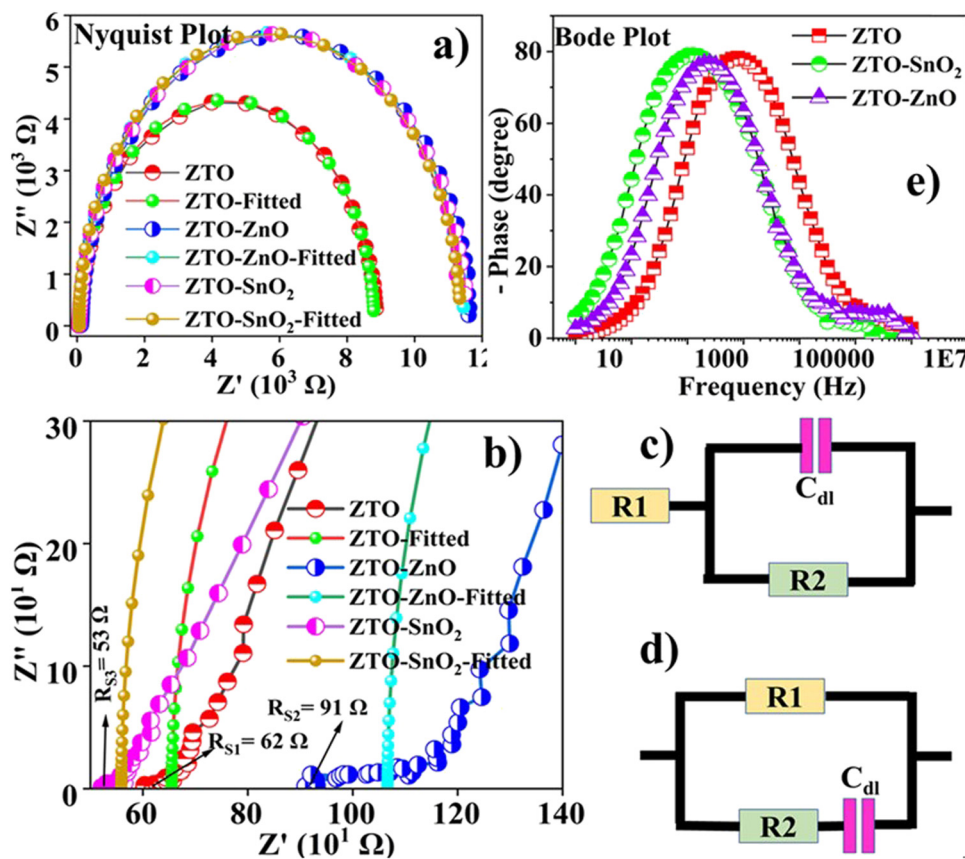 Nyquist Plot
a)
Z'' (10³ Ω)
6
5
4
3
2
1
0
ZTO
ZTO-Fitted
ZTO-ZnO
ZTO-ZnO-Fitted
ZTO-SnO₂
ZTO-SnO₂-Fitted
0 2 4 6 8 10 12
Z' (10³ Ω)
Bode Plot
e)
- Phase (degree)
80
60
40
20
0
ZTO
ZTO-SnO₂
ZTO-ZnO
10 1000 100000 1E7
Frequency (Hz)
b)
Z'' (10¹ Ω)
30
20
10
0
ZTO
ZTO-Fitted
ZTO-ZnO
ZTO-ZnO-Fitted
ZTO-SnO₂
ZTO-SnO₂-Fitted
R_S3= 53 Ω
R_S2= 91 Ω
R_S1= 62 Ω
60 80 100 120 140
Z' (10¹ Ω)
c)
R1
C_dl
R2
d)
R1
C_dl
R2